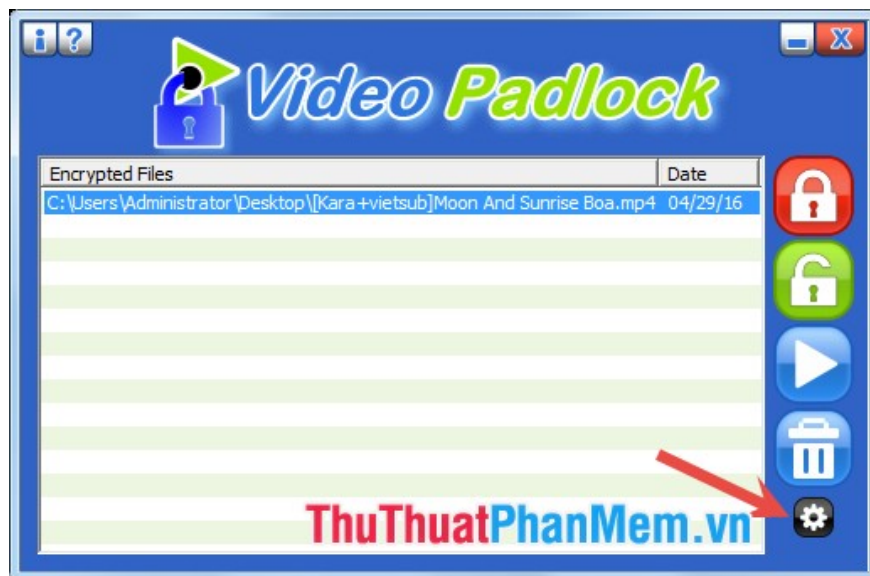 Video Padlock
Encrypted Files Date
C:\Users\Administrator\Desktop\[Kara+vietsub]Moon And Sunrise Boa.mp4 04/29/16
ThuThuatPhanMem.vn